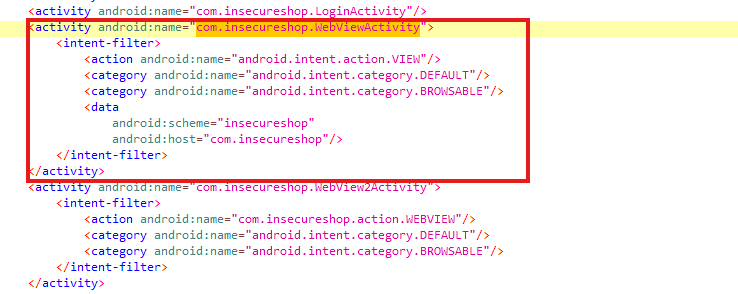 <activity android:name="com.insecureshop.LoginActivity"/>
<activity android:name="com.insecureshop.WebViewActivity">
<intent-filter>
<action android:name="android.intent.action.VIEW"/>
<category android:name="android.intent.category.DEFAULT"/>
<category android:name="android.intent.category.BROWSABLE"/>
<data
android:scheme="insecureshop"
android:host="com.insecureshop"/>
</intent-filter>
</activity>
<activity android:name="com.insecureshop.WebView2Activity">
<intent-filter>
<action android:name="com.insecureshop.action.WEBVIEW"/>
<category android:name="android.intent.category.DEFAULT"/>
<category android:name="android.intent.category.BROWSABLE"/>
</intent-filter>
</activity>